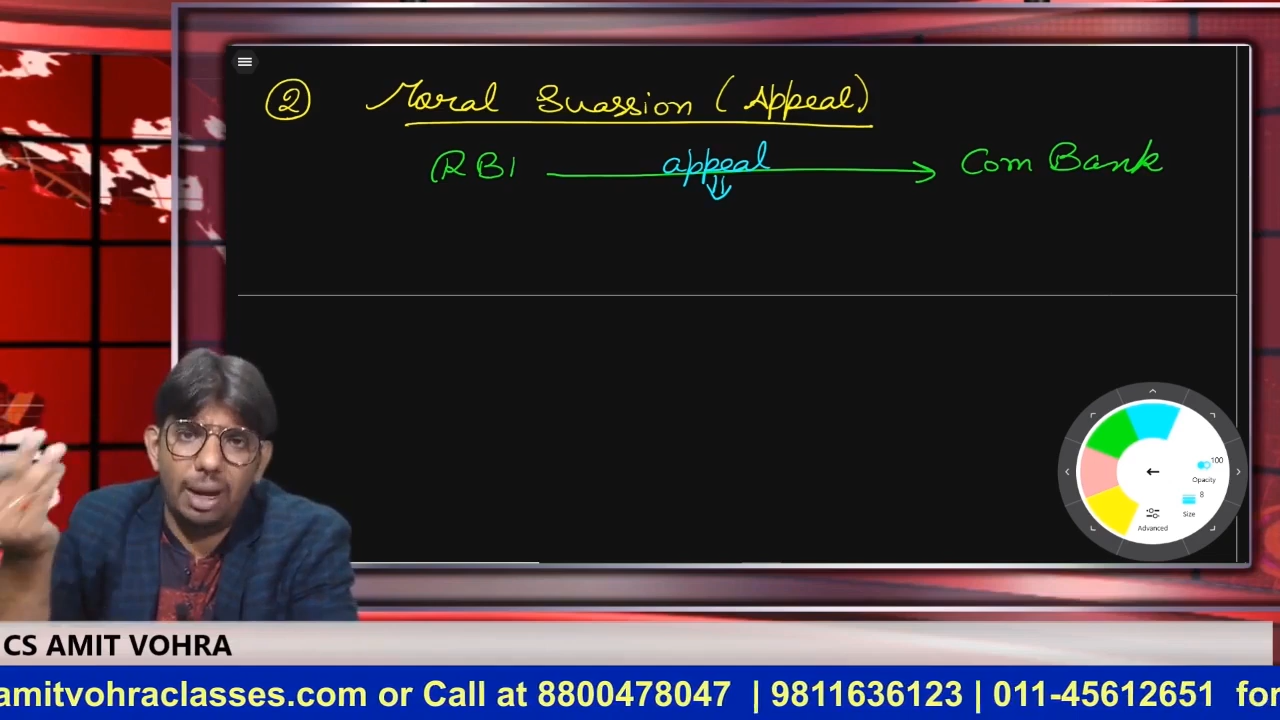 ② Moral Suassion (Appeal)
RBI appeal Com Bank
100
Opacity
8
Size
Advanced
CS AMIT VOHRA
amitvohraclasses.com or Call at 8800478047 | 9811636123 | 011-45612651 for